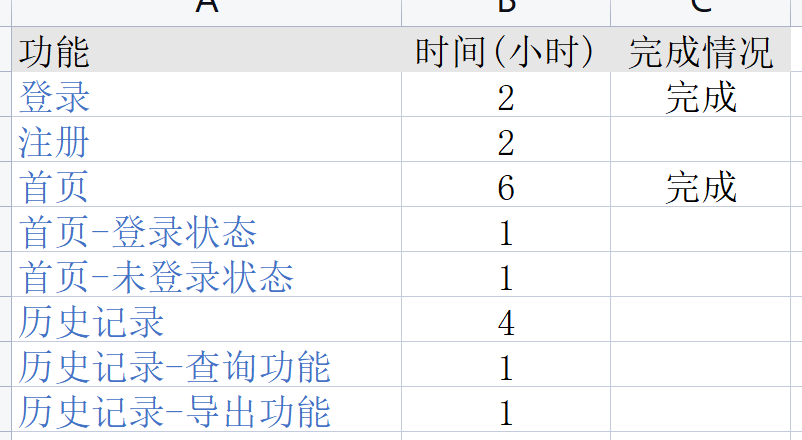 A B C
功能 时间(小时) 完成情况
登录 2 完成
注册 2
首页 6 完成
首页-登录状态 1
首页-未登录状态 1
历史记录 4
历史记录-查询功能 1
历史记录-导出功能 1